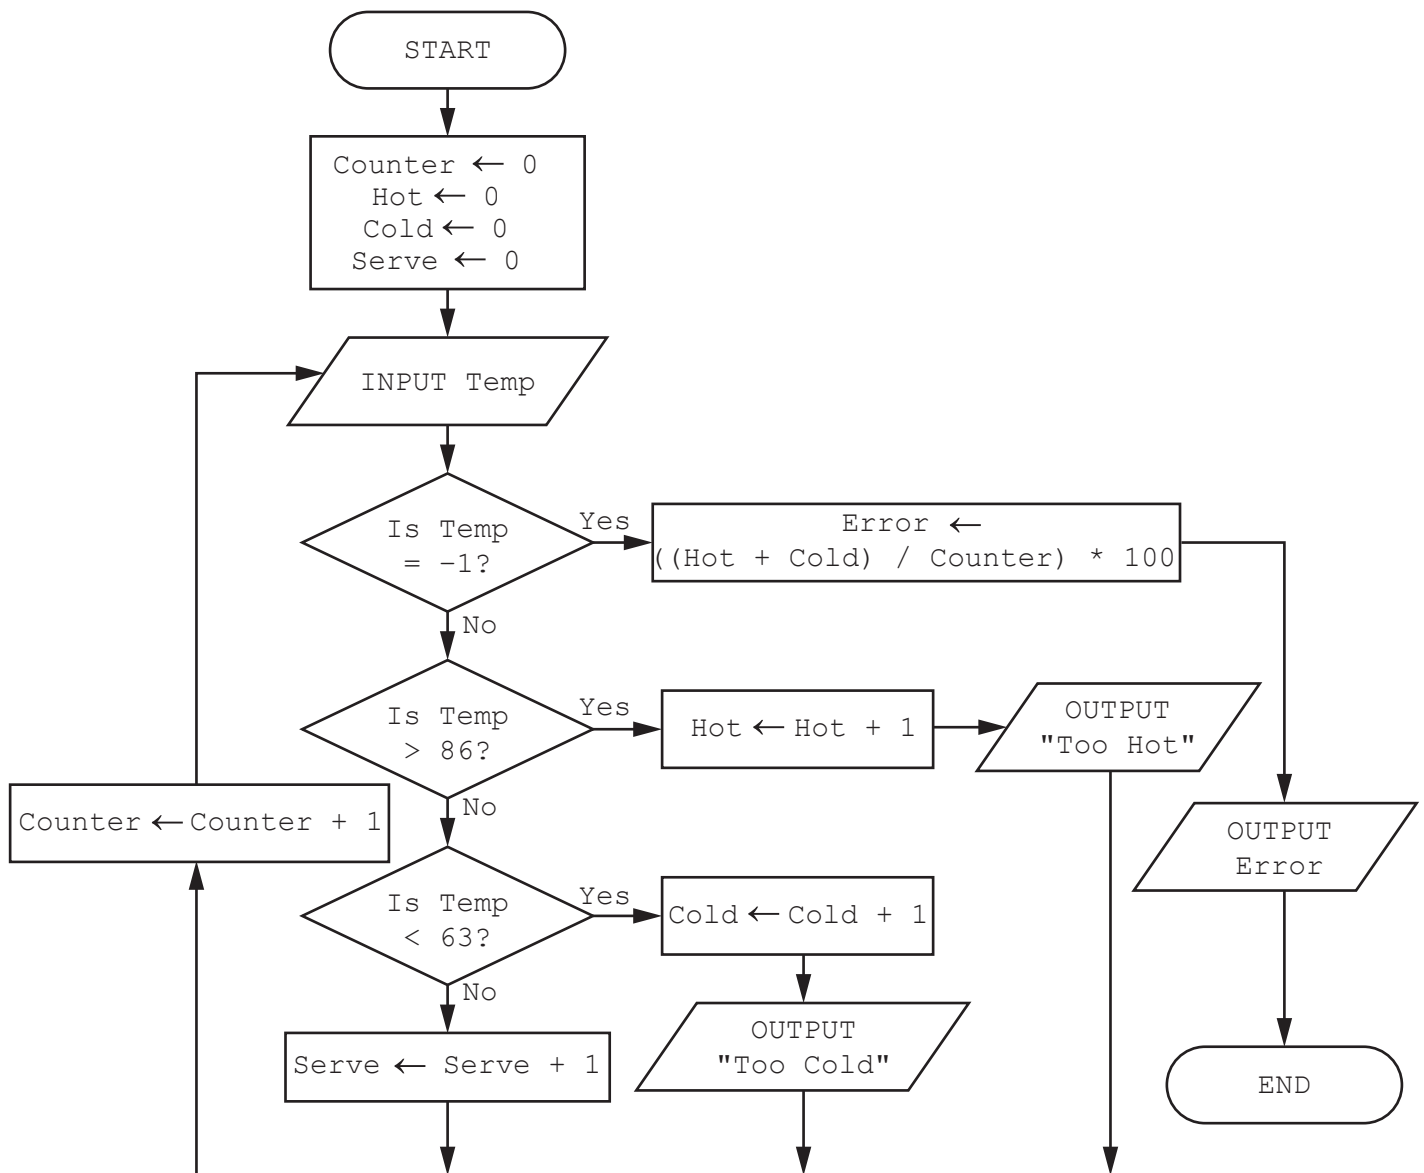 START
Counter ← 0
Hot ← 0
Cold ← 0
Serve ← 0
INPUT Temp
Is Temp
= –1?
Yes
Error ←
((Hot + Cold) / Counter) * 100
No
Is Temp
> 86?
Yes
Hot ← Hot + 1
OUTPUT
"Too Hot"
No
Counter ← Counter + 1
OUTPUT
Error
Is Temp
< 63?
Yes
Cold ← Cold + 1
No
Serve ← Serve + 1
OUTPUT
"Too Cold"
END